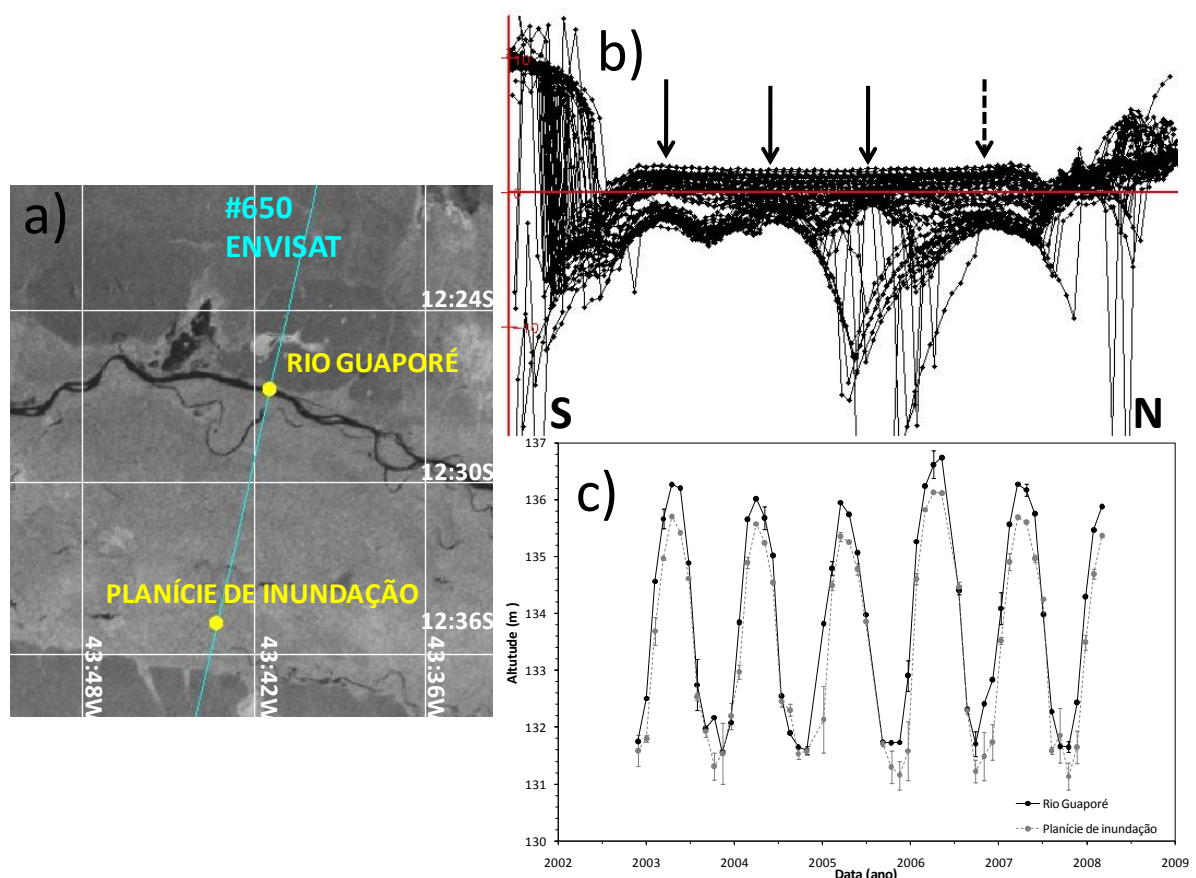 a)
#650
ENVISAT
12:24S
RIO GUAPORÉ
12:30S
PLANÍCIE DE INUNDAÇÃO
12:36S
43:48W
43:42W
43:36W
b)
S
N
c)
137
136
135
134
133
132
131
130
Altutude (m )
2002
2003
2004
2005
2006
2007
2008
2009
Data (ano)
Rio Guaporé
Planície de inundação